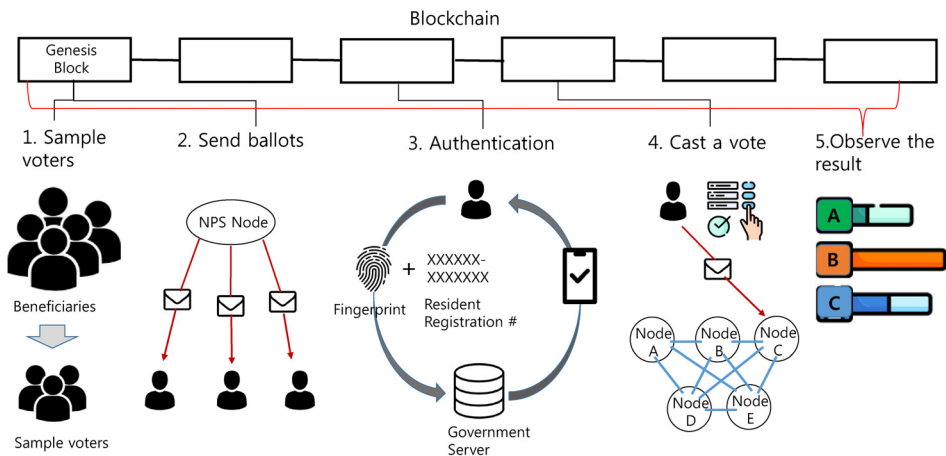 Blockchain
Genesis
Block
1. Sample
voters
2. Send ballots
3. Authentication
4. Cast a vote
5.Observe the
result
NPS Node
Beneficiaries
Sample voters
Fingerprint
+
XXXXXX-
XXXXXXX
Resident
Registration #
Government
Server
Node
A
Node
B
Node
C
Node
D
Node
E
A
B
C